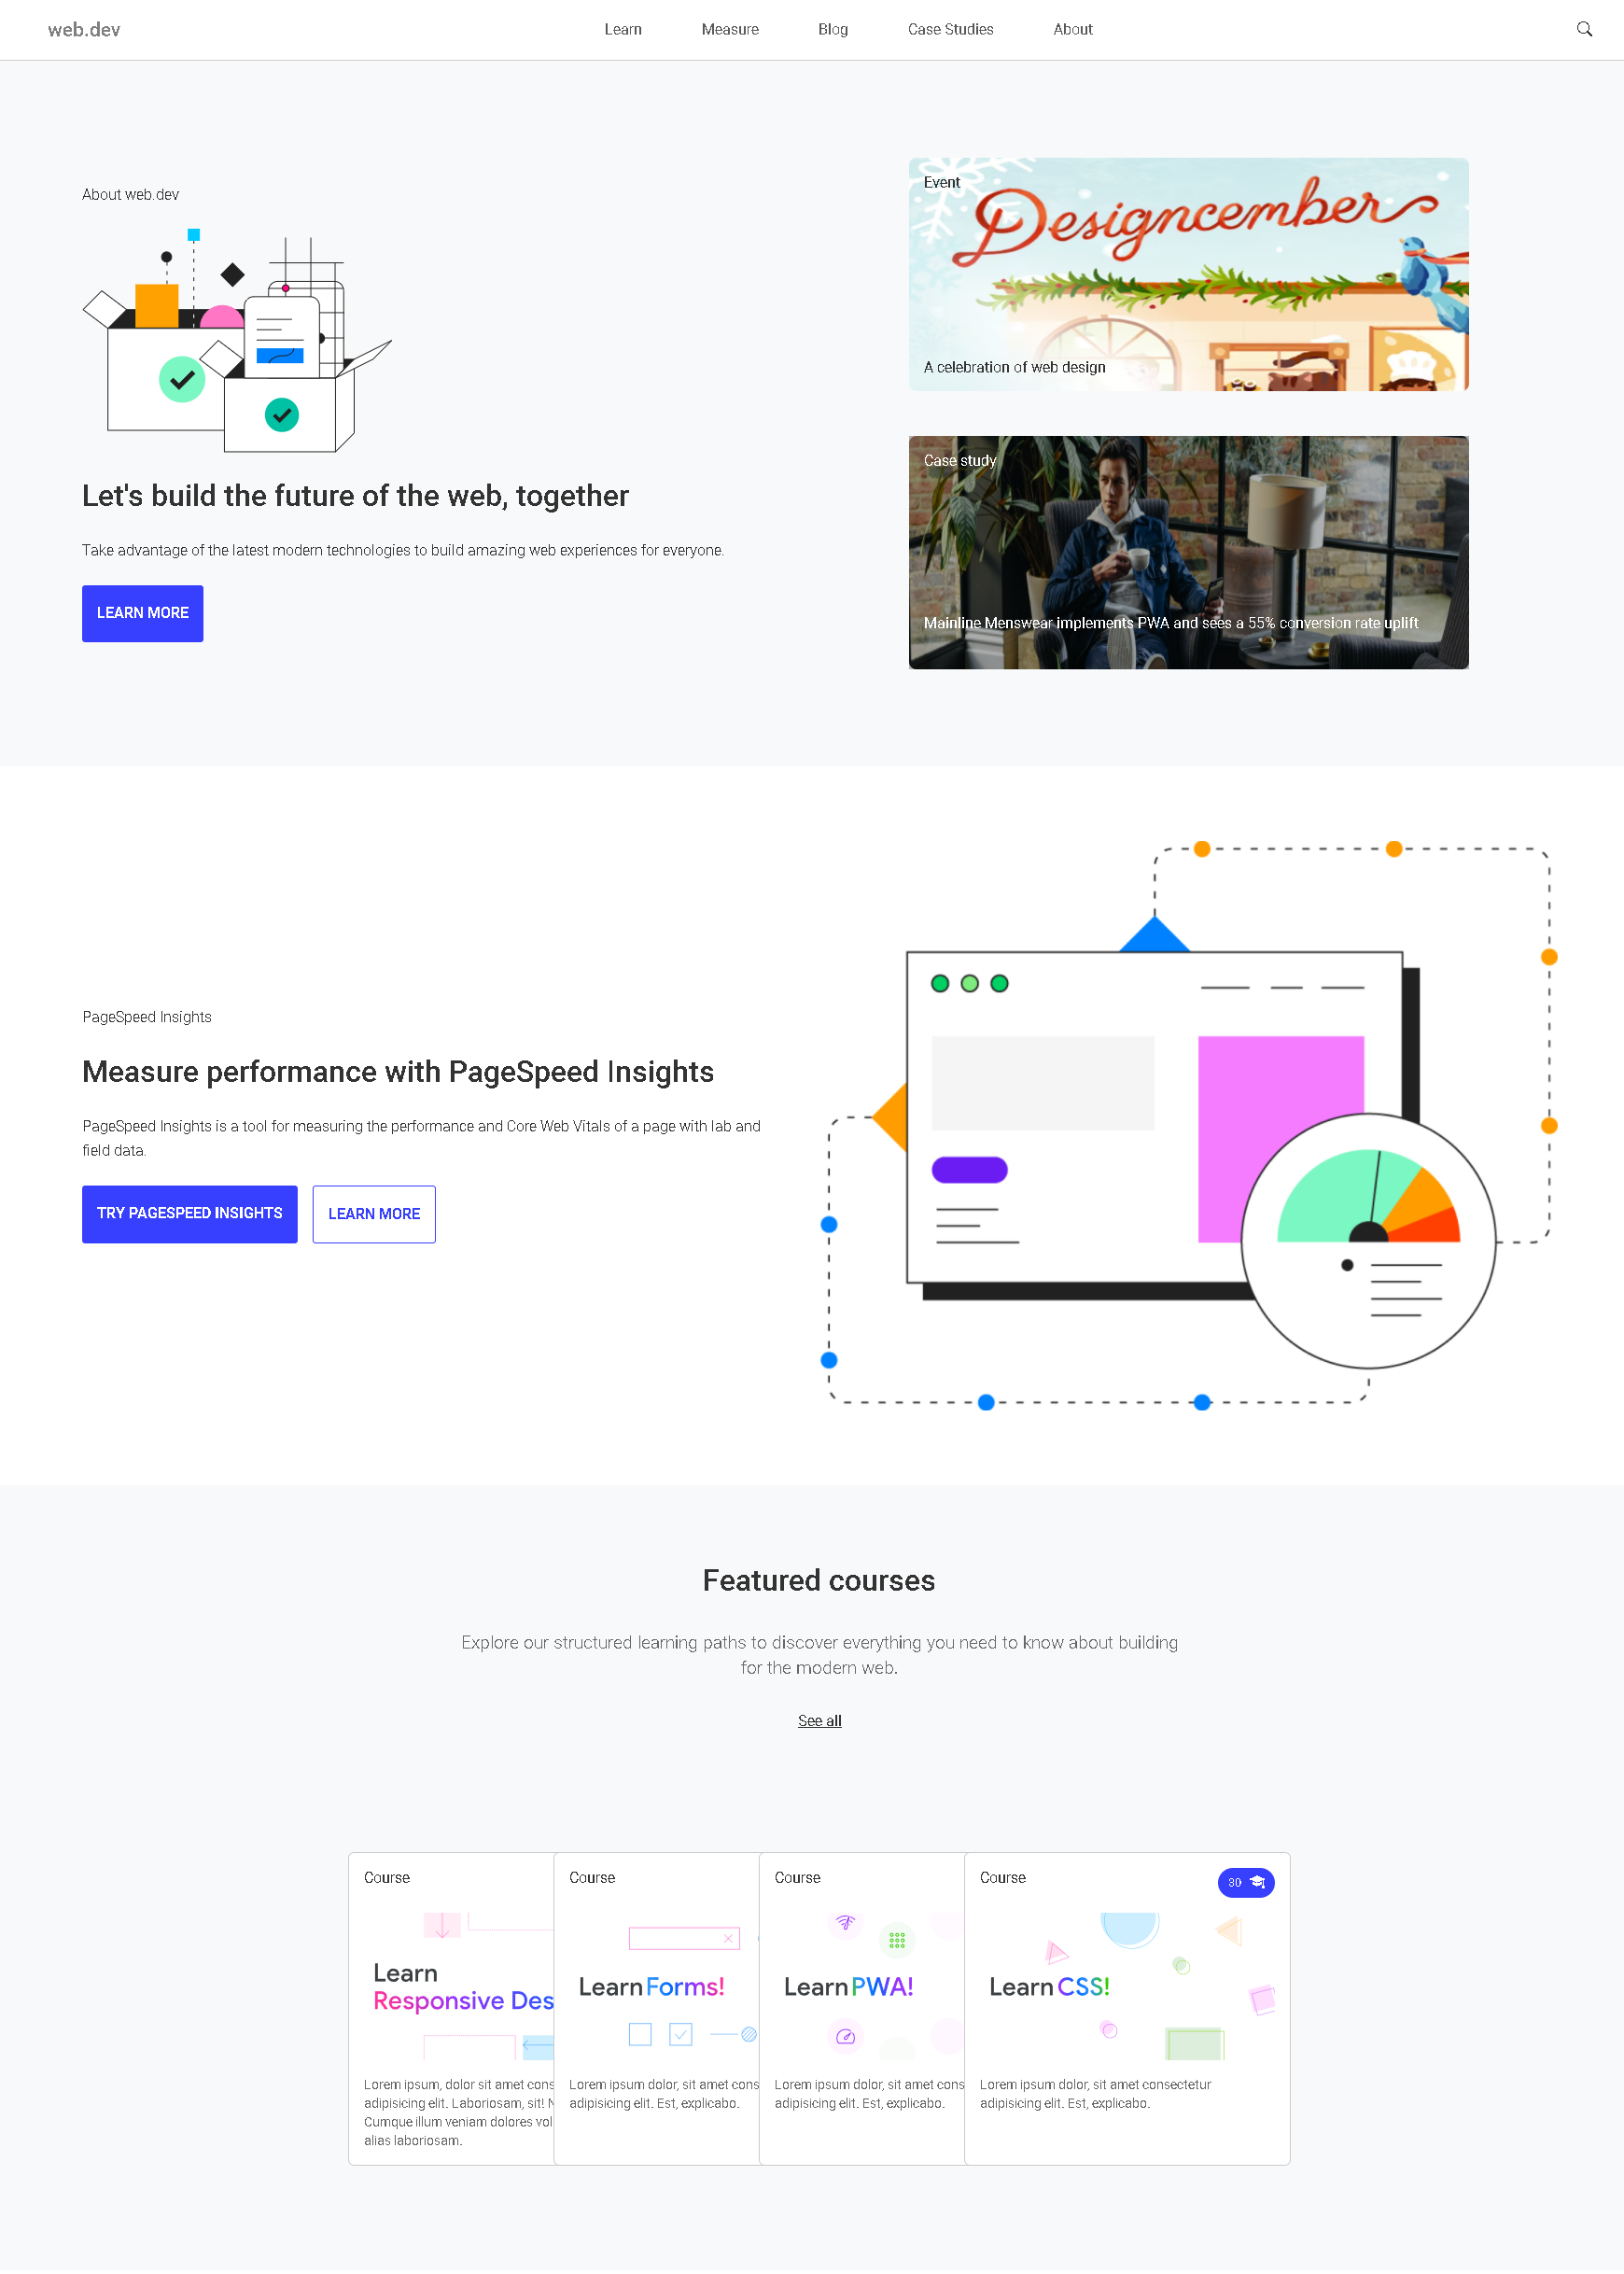 web.dev
Learn
Measure
Blog
Case Studies
About
About web.dev
Let's build the future of the web, together
Take advantage of the latest modern technologies to build amazing web experiences for everyone.
LEARN MORE
Event
Designcember
A celebration of web design
Case study
Mainline Menswear implements PWA and sees a 55% conversion rate uplift
PageSpeed Insights
Measure performance with PageSpeed Insights
PageSpeed Insights is a tool for measuring the performance and Core Web Vitals of a page with lab and
field data.
TRY PAGESPEED INSIGHTS
LEARN MORE
Featured courses
Explore our structured learning paths to discover everything you need to know about building
for the modern web.
See all
Course
Learn
Responsive Des
Lorem ipsum, dolor sit amet cons
adipisicing elit. Laboriosam, sit! N
Cumque illum veniam dolores vol
alias laboriosam.
Course
Learn Forms!
Lorem ipsum dolor, sit amet cons
adipisicing elit. Est, explicabo.
Course
Learn PWA!
Lorem ipsum dolor, sit amet cons
adipisicing elit. Est, explicabo.
Course
30
Learn CSS!
Lorem ipsum dolor, sit amet consectetur
adipisicing elit. Est, explicabo.